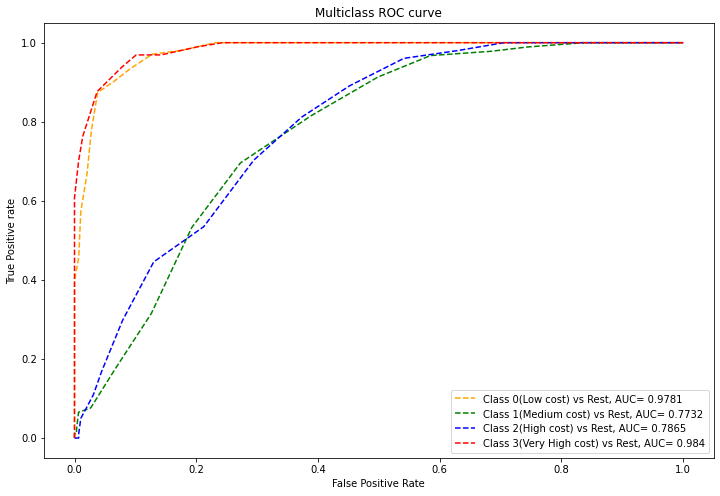 Multiclass ROC curve
True Positive rate
1.0
0.8
0.6
0.4
0.2
0.0
Class 0(Low cost) vs Rest, AUC= 0.9781
Class 1(Medium cost) vs Rest, AUC= 0.7732
Class 2(High cost) vs Rest, AUC= 0.7865
Class 3(Very High cost) vs Rest, AUC= 0.984
0.0 0.2 0.4 0.6 0.8 1.0
False Positive Rate